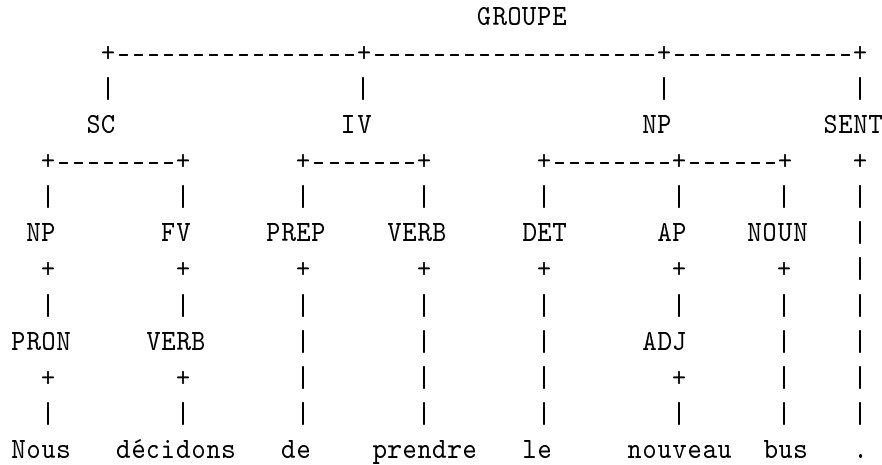 GROUPE
SC IV NP SENT
NP FV PREP VERB DET AP NOUN
PRON VERB ADJ
Nous décidons de prendre le nouveau bus .